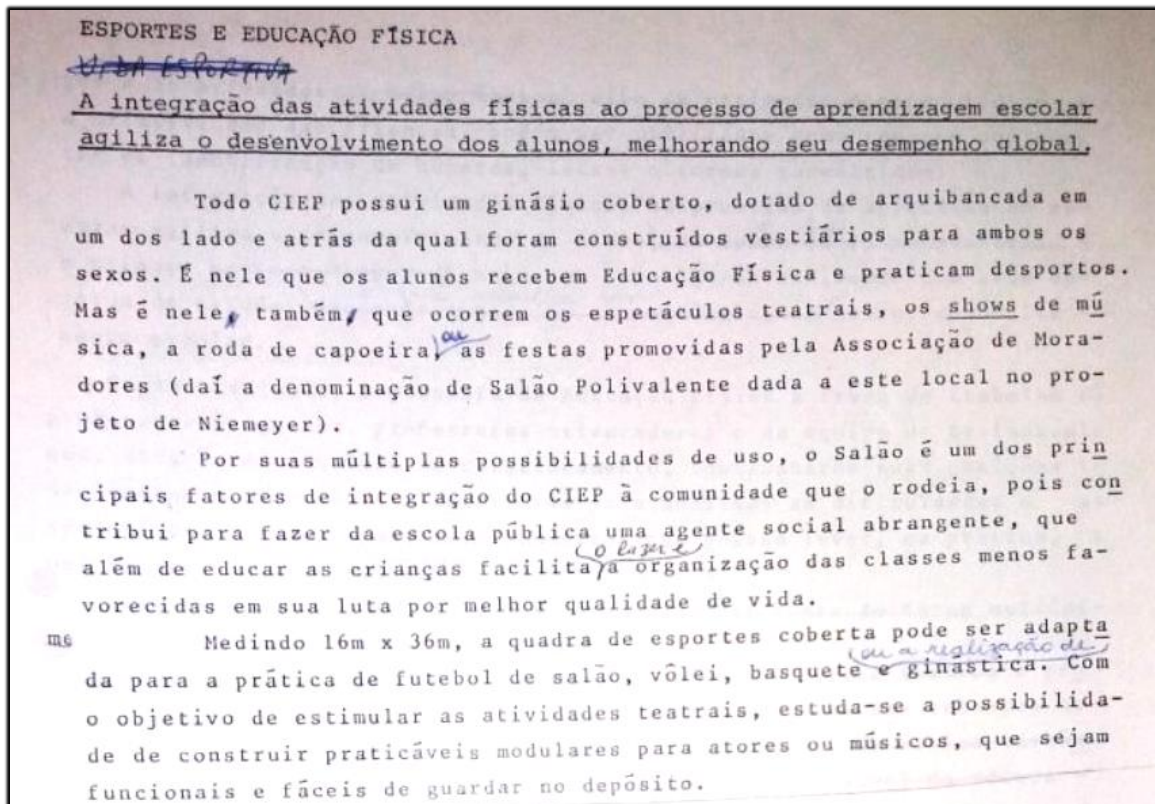 ESPORTES E EDUCAÇÃO FÍSICA
VIDA ESPORTIVA
A integração das atividades físicas ao processo de aprendizagem escolar
agiliza o desenvolvimento dos alunos, melhorando seu desempenho global.
Todo CIEP possui um ginásio coberto, dotado de arquibancada em
um dos lado e atrás da qual foram construídos vestiários para ambos os
sexos. É nele que os alunos recebem Educação Física e praticam desportos.
Mas é nele, também, que ocorrem os espetáculos teatrais, os shows de mú
ou
sica, a roda de capoeira, as festas promovidas pela Associação de Mora-
dores (daí a denominação de Salão Polivalente dada a este local no pro-
jeto de Niemeyer).
Por suas múltiplas possibilidades de uso, o Salão é um dos prin
cipais fatores de integração do CIEP à comunidade que o rodeia, pois con
tribui para fazer da escola pública uma agente social abrangente, que
o lazer e
além de educar as crianças facilita a organização das classes menos fa-
vorecidas em sua luta por melhor qualidade de vida.
me Medindo 16m x 36m, a quadra de esportes coberta pode ser adapta
ou a realização de
da para a prática de futebol de salão, vôlei, basquete e ginástica. Com
o objetivo de estimular as atividades teatrais, estuda-se a possibilida-
de de construir praticáveis modulares para atores ou músicos, que sejam
funcionais e fáceis de guardar no depósito.